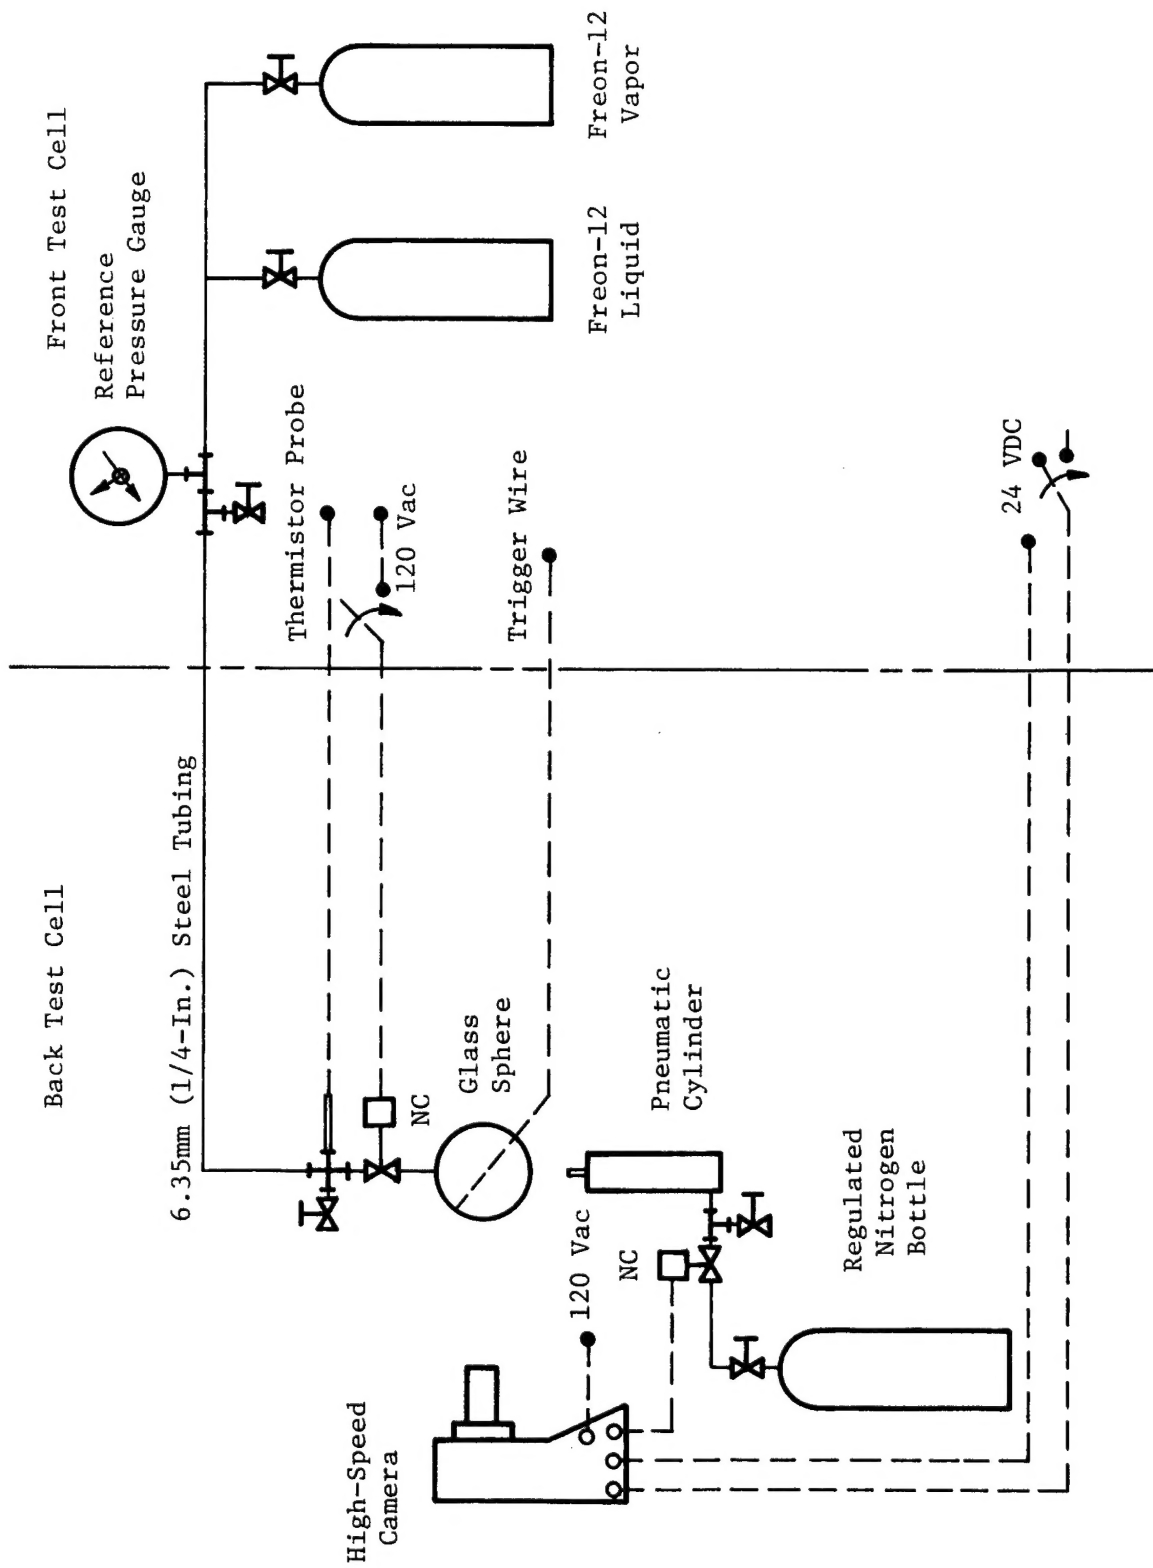 Back Test Cell
Front Test Cell
Reference
Pressure Gauge
6.35mm (1/4-In.) Steel Tubing
Thermistor Probe
120 Vac
NC
Glass
Sphere
Trigger Wire
Freon-12
Liquid
Freon-12
Vapor
High-Speed
Camera
120 Vac
NC
Pneumatic
Cylinder
Regulated
Nitrogen
Bottle
24 VDC